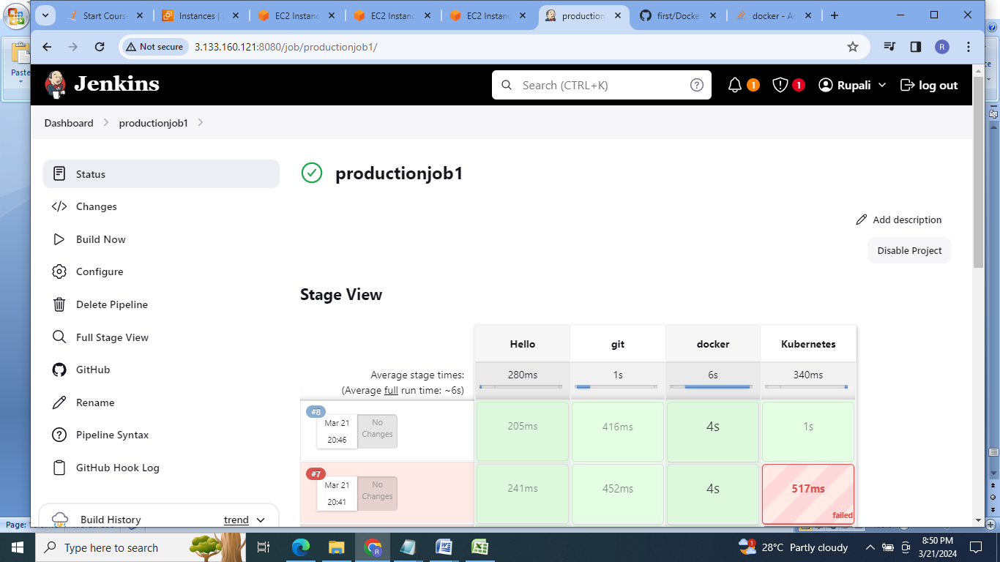 Start Cours
Instances |
EC2 Instanc
EC2 Instanc
EC2 Instanc
production
first/Docke
docker - An
Paste
Not secure
3.133.160.121:8080/job/productionjob1/
R
Jenkins
Search (CTRL+K)
1
1
Rupali
log out
Dashboard
productionjob1
Status
productionjob1
Changes
Add description
Build Now
Disable Project
Configure
Stage View
Delete Pipeline
Full Stage View
Hello
git
docker
Kubernetes
GitHub
Average stage times:
280ms
1s
6s
340ms
(Average full run time: ~6s)
Rename
#8
Mar 21
20:46
No
Changes
205ms
416ms
4s
1s
Pipeline Syntax
GitHub Hook Log
#7
Mar 21
20:41
No
Changes
241ms
452ms
4s
517ms
failed
Build History
trend
Page:
Type here to search
28°C Partly cloudy
8:50 PM
3/21/2024